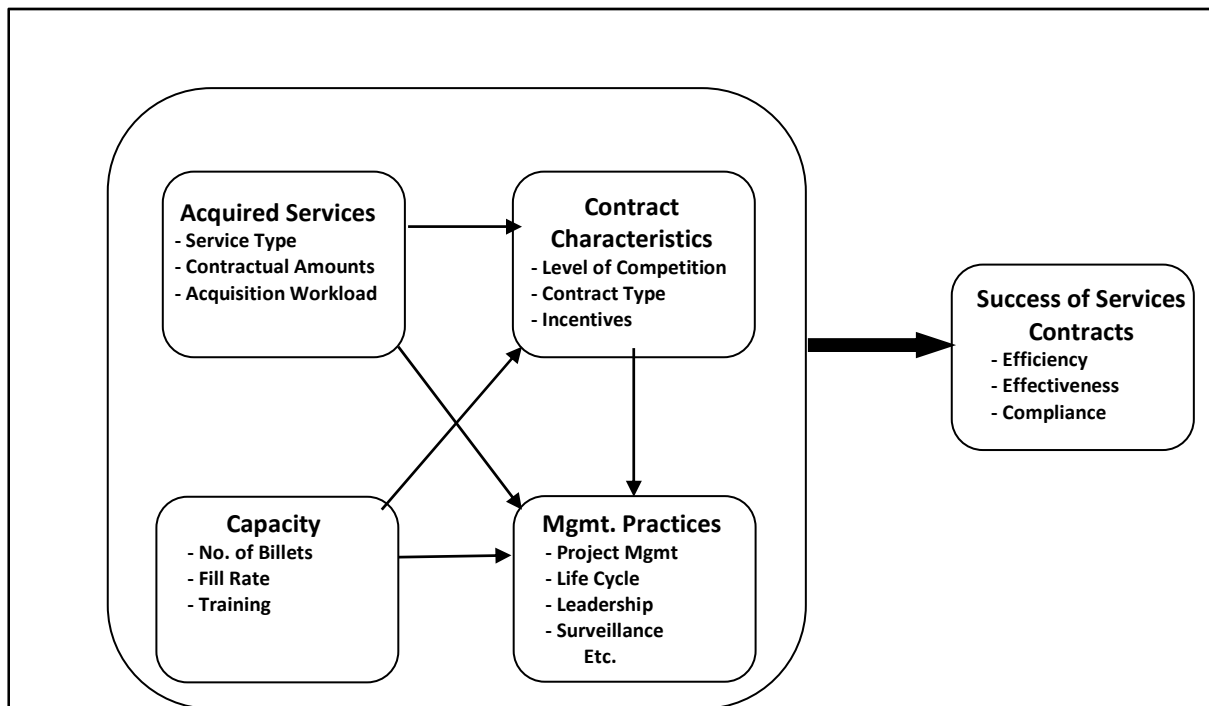 Acquired Services
- Service Type
- Contractual Amounts
- Acquisition Workload
Contract
Characteristics
- Level of Competition
- Contract Type
- Incentives
Success of Services
Contracts
- Efficiency
- Effectiveness
- Compliance
Capacity
- No. of Billets
- Fill Rate
- Training
Mgmt. Practices
- Project Mgmt
- Life Cycle
- Leadership
- Surveillance
Etc.